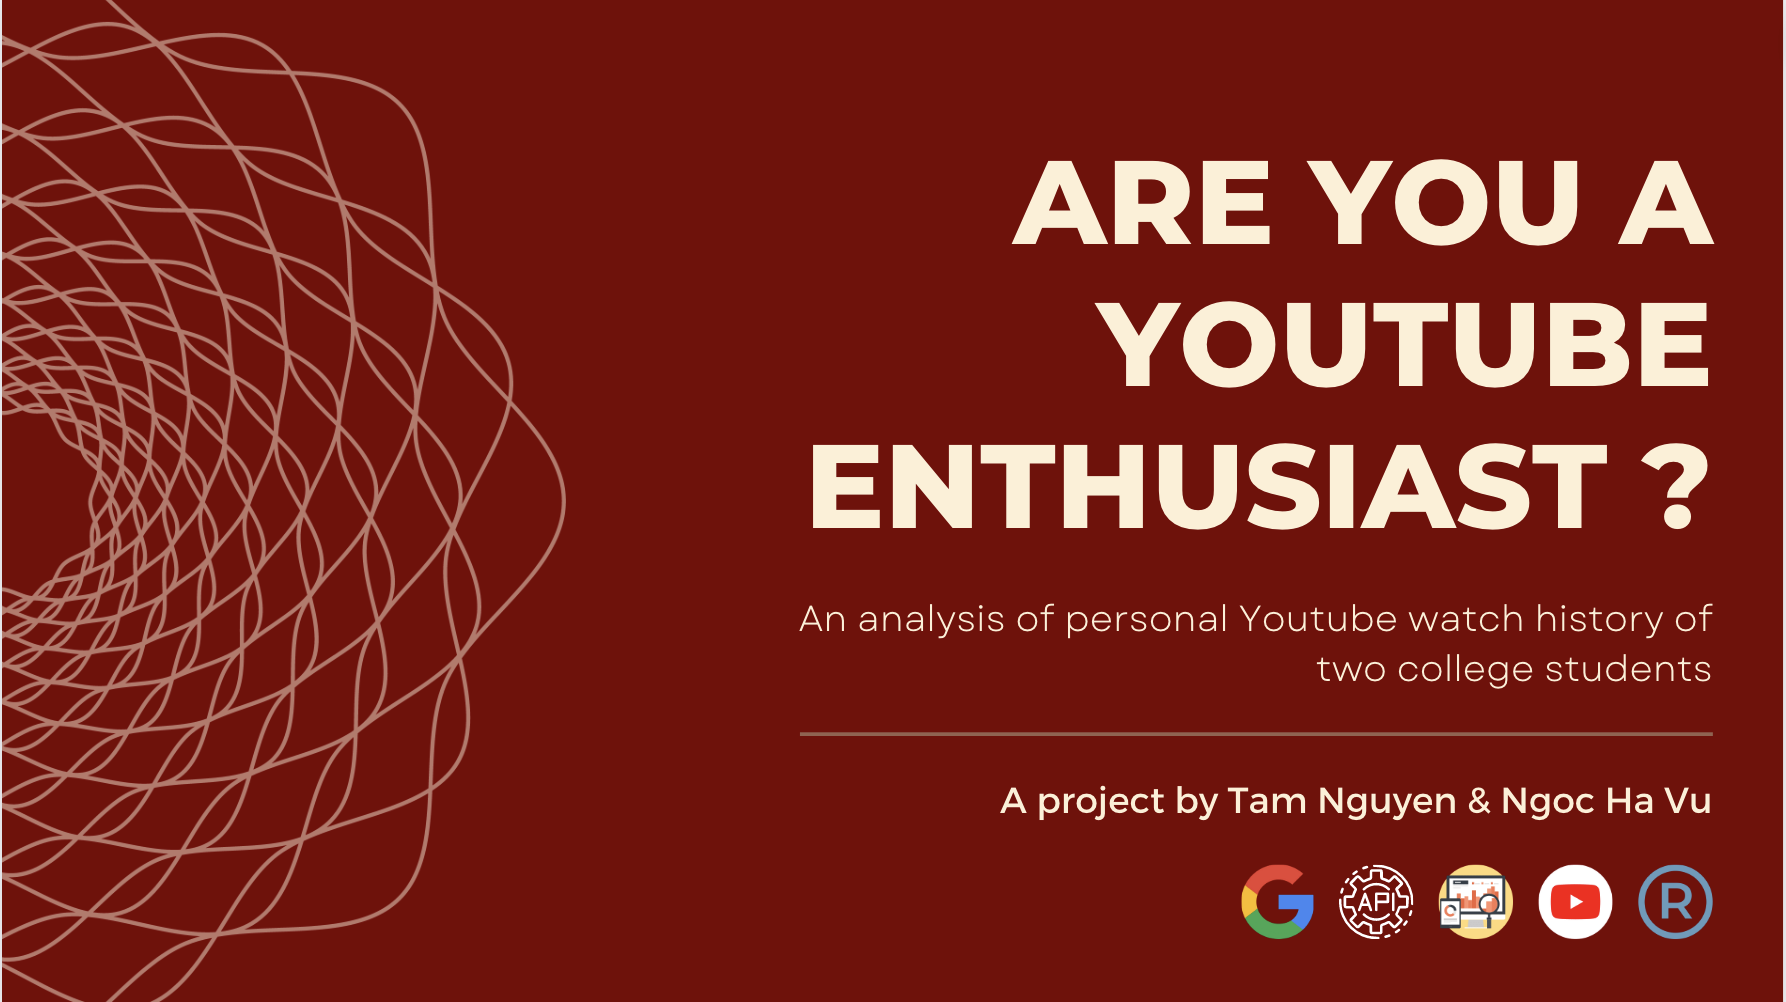 ARE YOU A
YOUTUBE
ENTHUSIAST ?
An analysis of personal Youtube watch history of
two college students
A project by Tam Nguyen & Ngoc Ha Vu
G API R